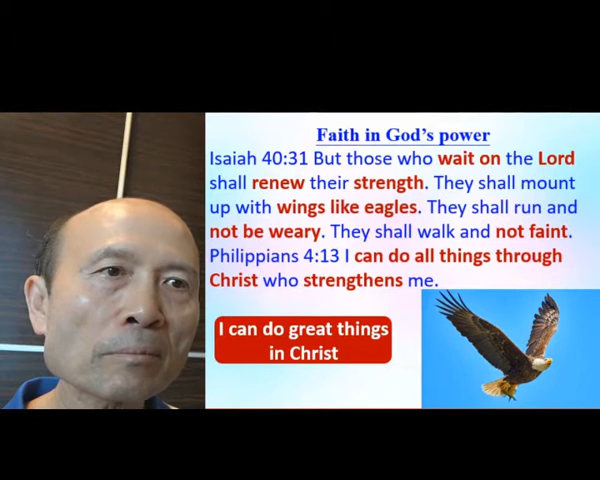 Faith in God's power
Isaiah 40:31 But those who wait on the Lord
shall renew their strength. They shall mount
up with wings like eagles. They shall run and
not be weary. They shall walk and not faint.
Philippians 4:13 I can do all things through
Christ who strengthens me.
I can do great things
in Christ